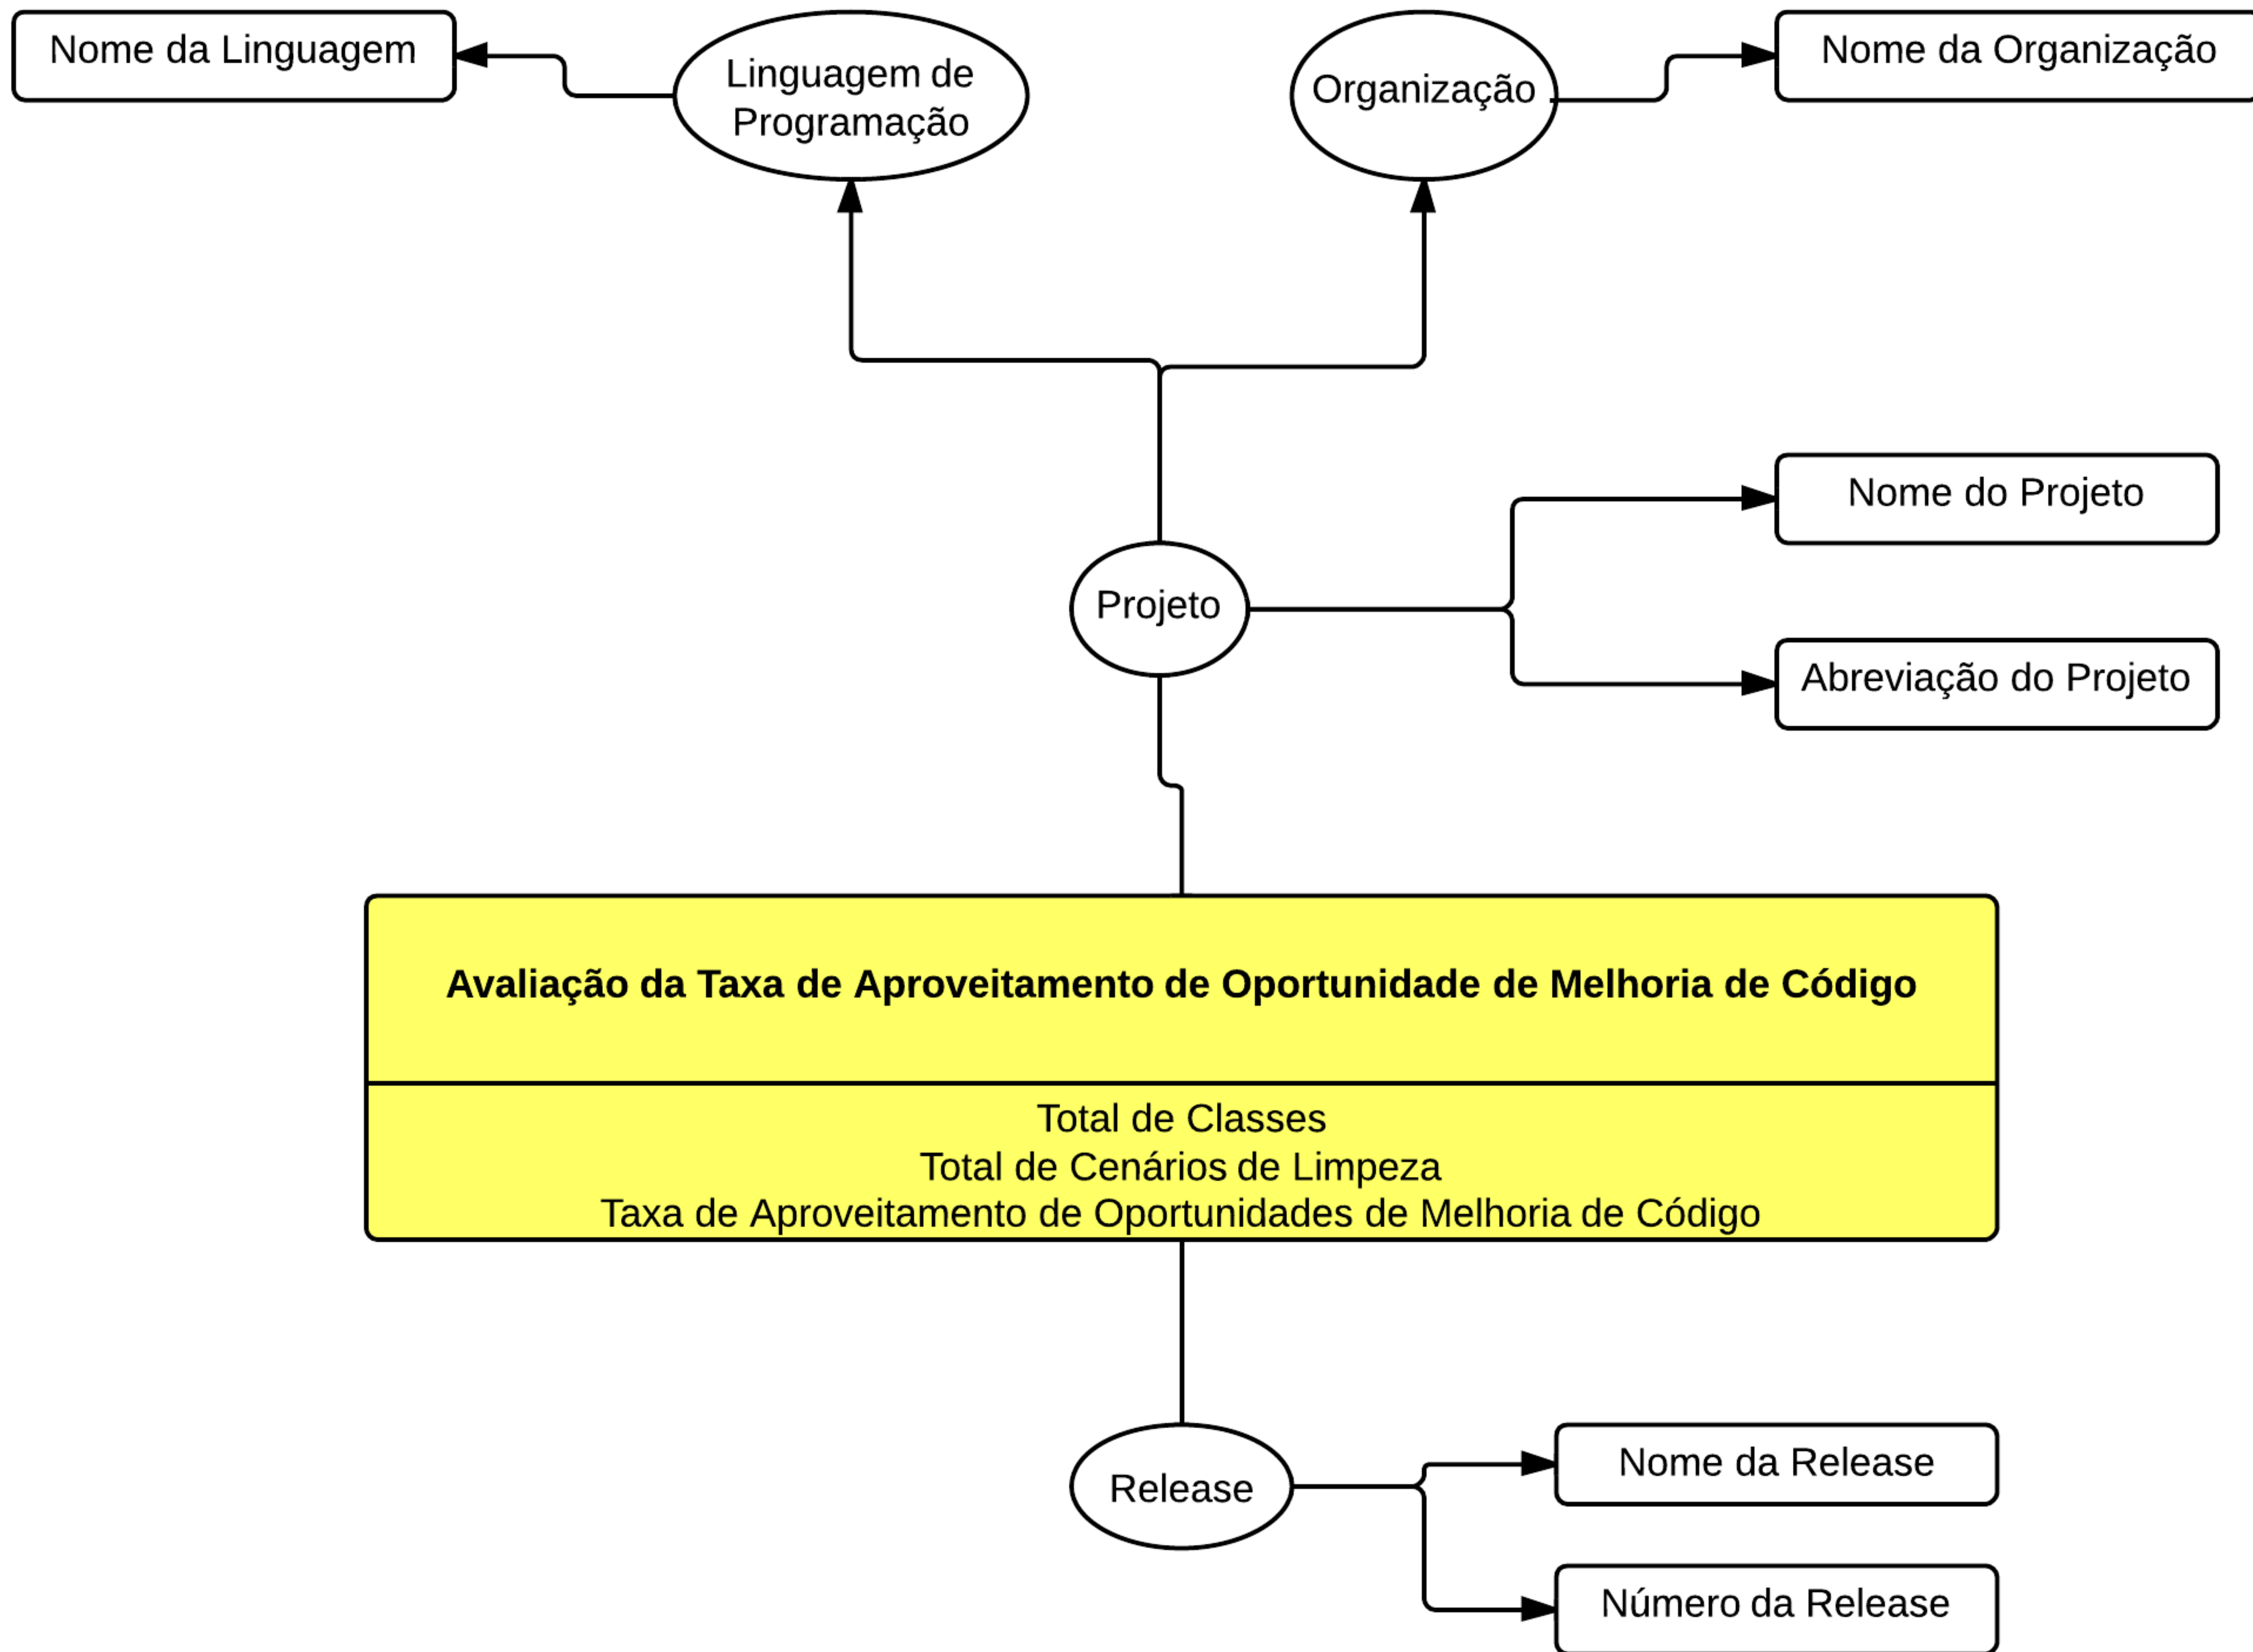 Nome da Linguagem
Linguagem de
Programação
Organização
Nome da Organização
Nome do Projeto
Projeto
Abreviação do Projeto
Avaliação da Taxa de Aproveitamento de Oportunidade de Melhoria de Código
Total de Classes
Total de Cenários de Limpeza
Taxa de Aproveitamento de Oportunidades de Melhoria de Código
Nome da Release
Release
Número da Release